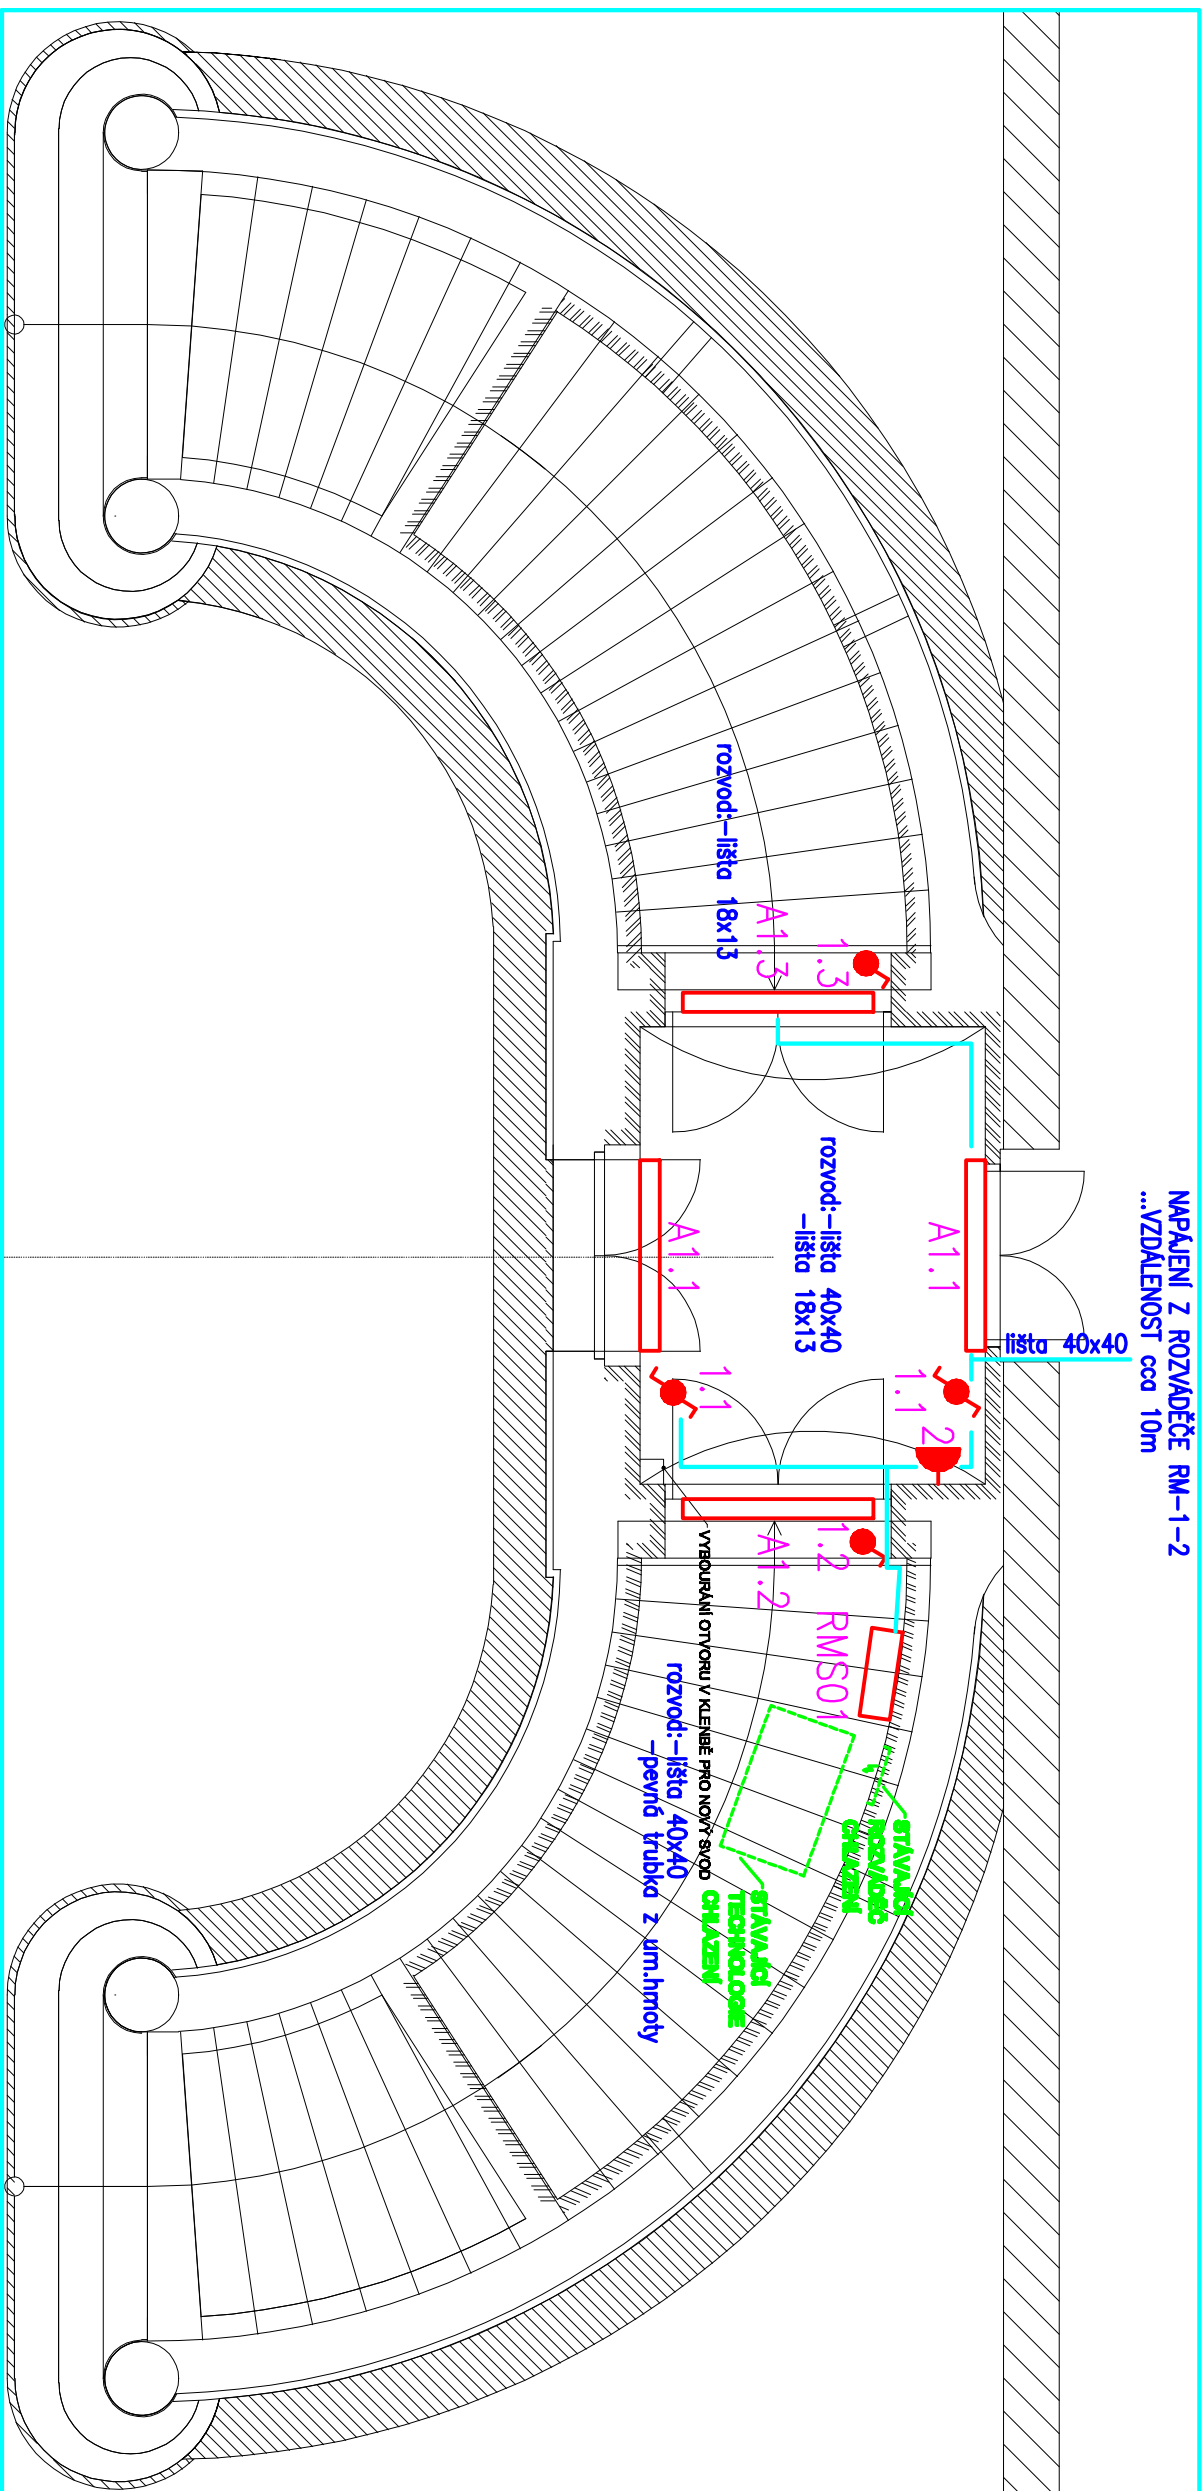 NAPÁJENÍ Z ROZVÁDĚČE RM-1-2
...VZDÁLENOST cca 10m
lišta 40x40
rozvod:-lišta 18x13
A1.3
1.3
rozvod:-lišta 40x40
-lišta 18x13
A1.1
A1.1
1.1
1.1
2
1.2
A1.2
RMS01
VYBOURÁNÍ OTVORU V KLENBĚ PRO NOVÝ SVOD
rozvod:-lišta 40x40
-pevná trubka z um.hmoty
STÁVAJÍCÍ
ROZVÁDĚČ
CHLAZENÍ
STÁVAJÍCÍ
TECHNOLOGIE
CHLAZENÍ